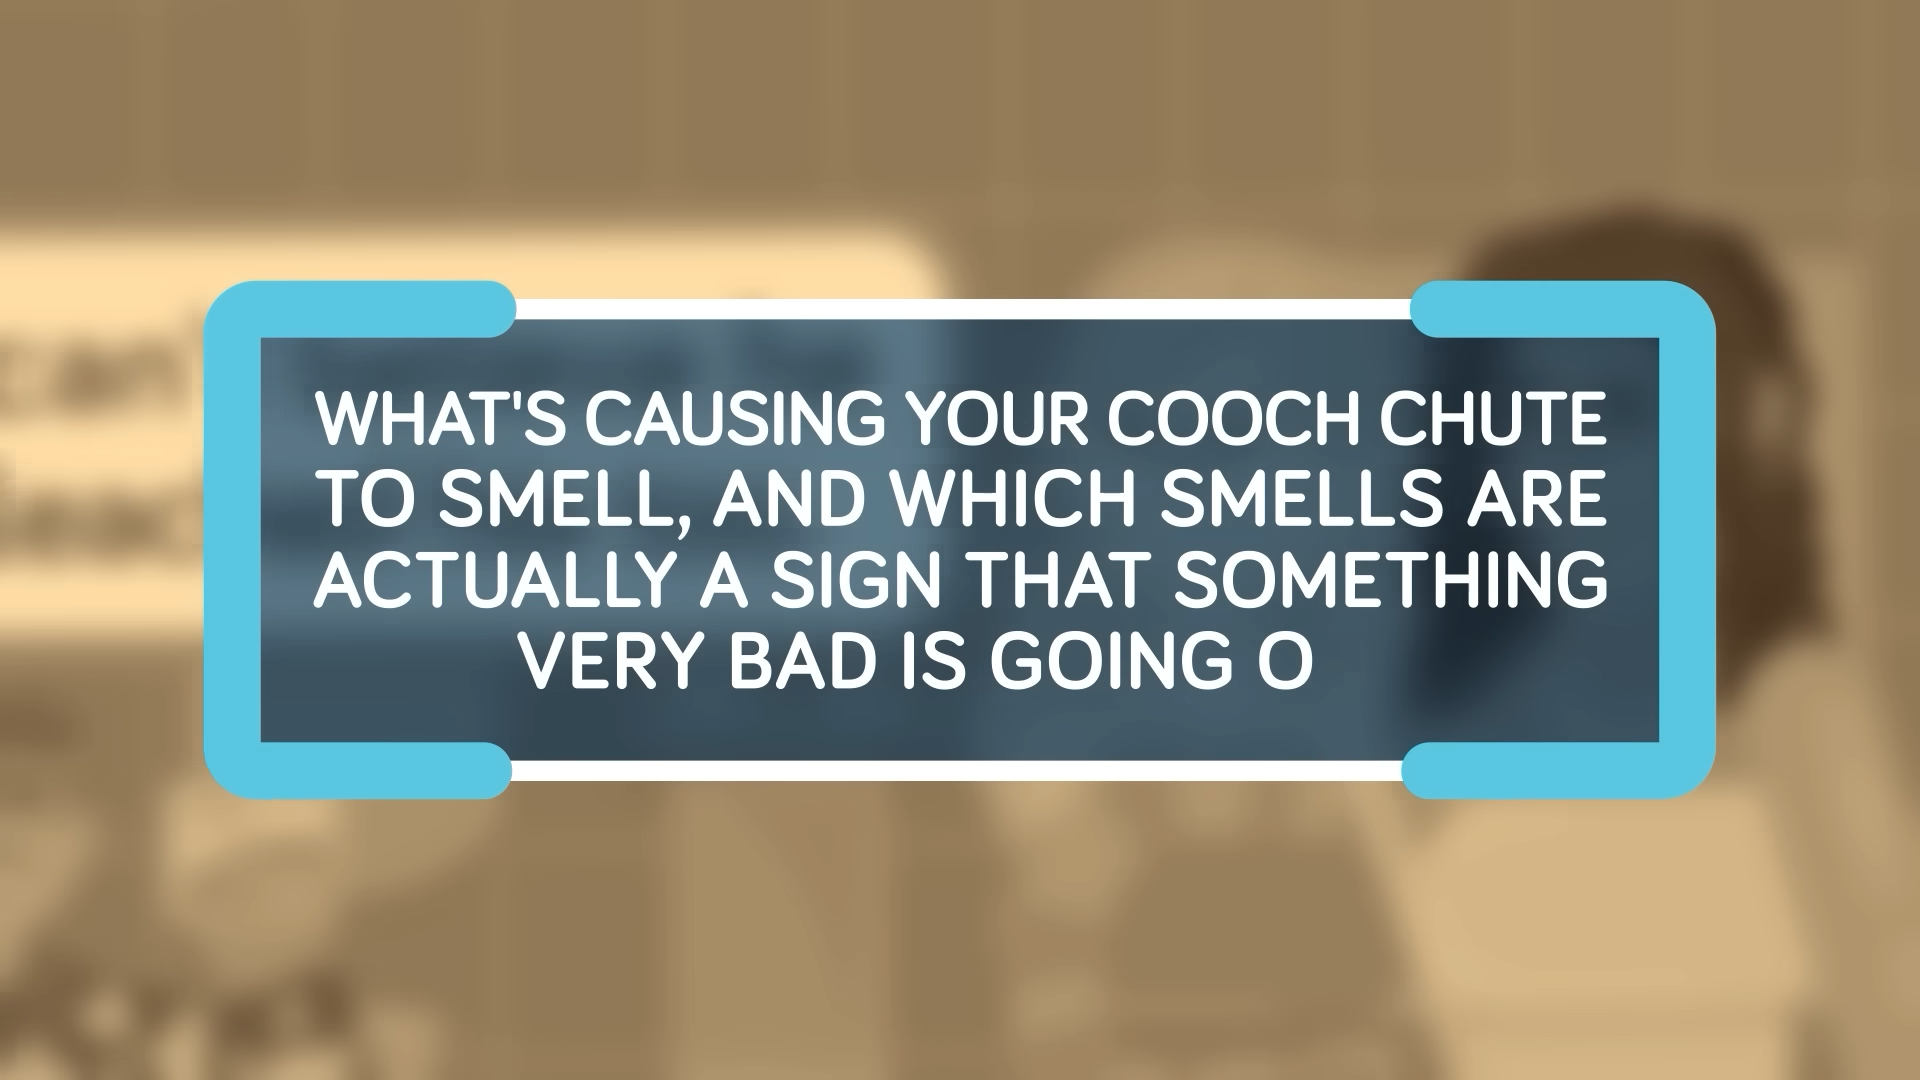 WHAT'S CAUSING YOUR COOCH CHUTE
TO SMELL, AND WHICH SMELLS ARE
ACTUALLY A SIGN THAT SOMETHING
VERY BAD IS GOING O